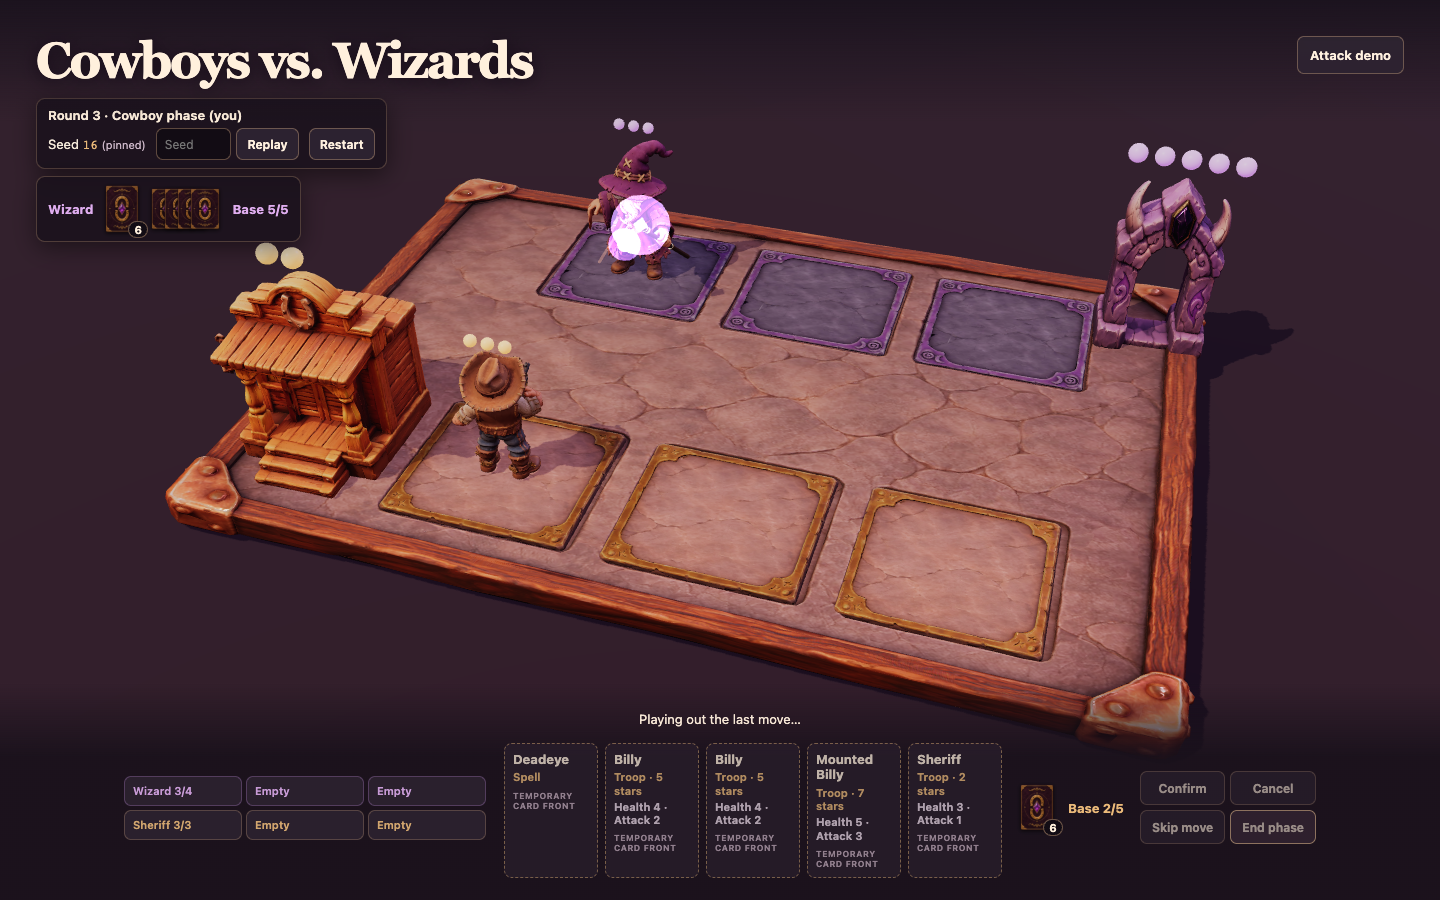 Cowboys vs. Wizards
Attack demo
Round 3 · Cowboy phase (you)
Seed 16 (pinned) Seed Replay Restart
Wizard 6 Base 5/5
Playing out the last move...
Wizard 3/4 Empty Empty
Sheriff 3/3 Empty Empty
Deadeye
Spell
TEMPORARY
CARD FRONT
Billy
Troop · 5
stars
Health 4 ·
Attack 2
TEMPORARY
CARD FRONT
Billy
Troop · 5
stars
Health 4 ·
Attack 2
TEMPORARY
CARD FRONT
Mounted
Billy
Troop · 7
stars
Health 5 ·
Attack 3
TEMPORARY
CARD FRONT
Sheriff
Troop · 2
stars
Health 3 ·
Attack 1
TEMPORARY
CARD FRONT
6 Base 2/5
Confirm Cancel
Skip move End phase